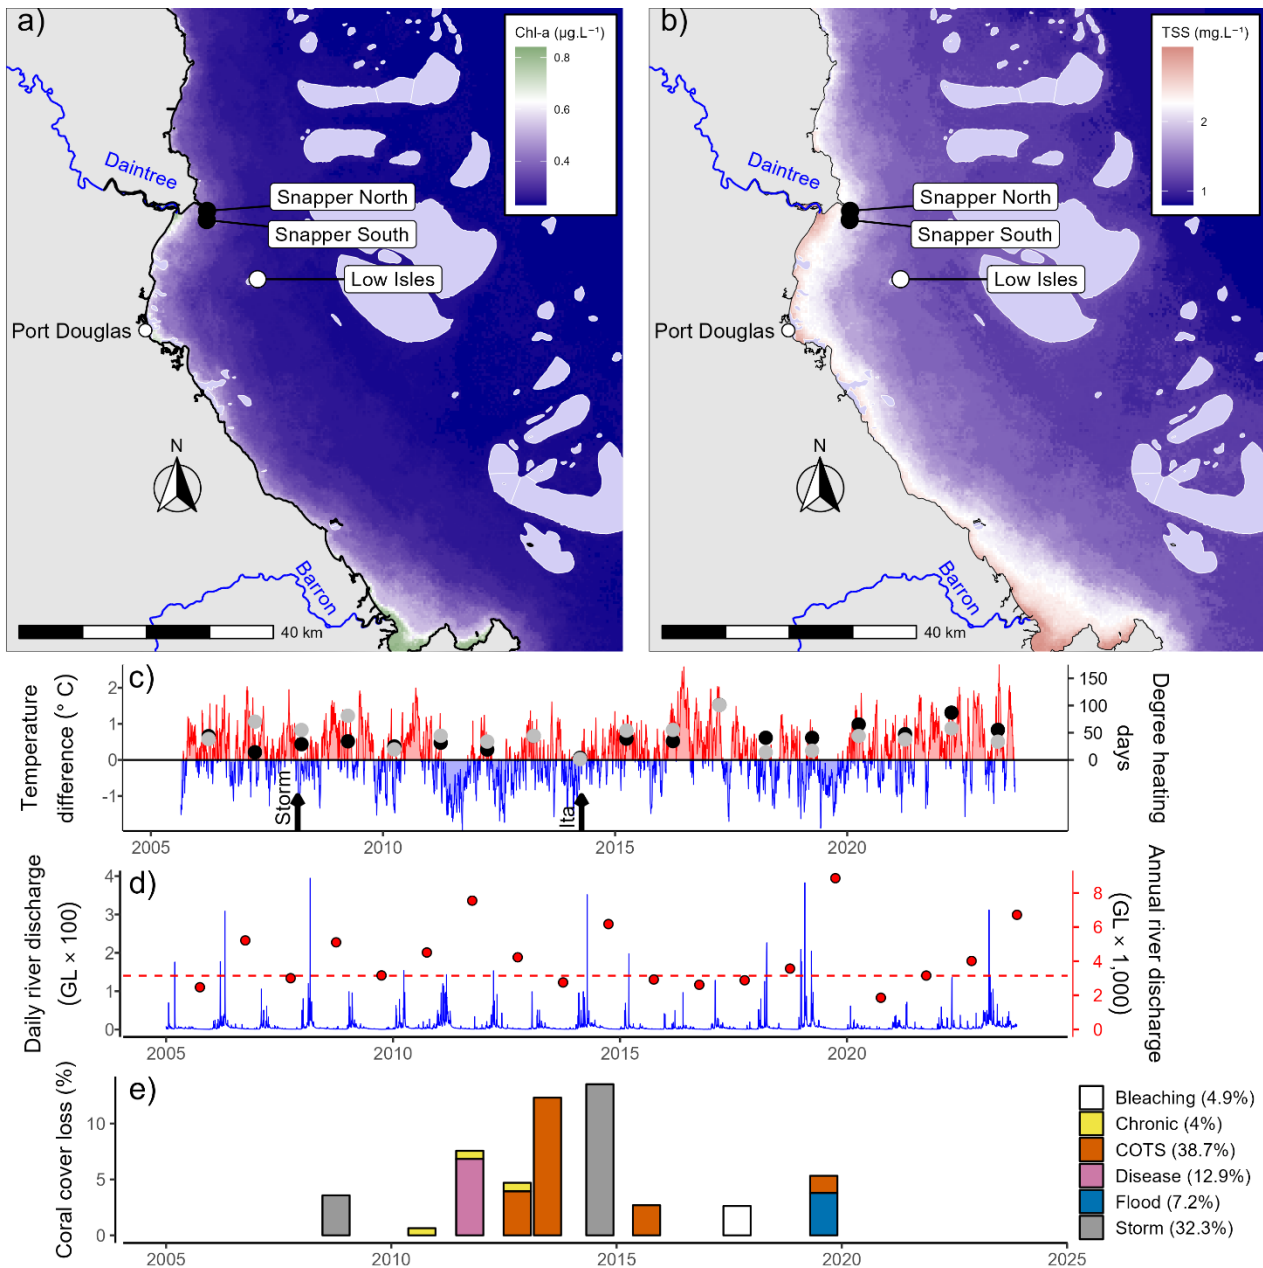 a)
Chl-a (µg.L⁻¹)
0.8
0.6
0.4
Daintree
Snapper North
Snapper South
Low Isles
Port Douglas
N
Barron
40 km
b)
TSS (mg.L⁻¹)
2
1
Daintree
Snapper North
Snapper South
Low Isles
Port Douglas
N
Barron
40 km
c)
Temperature
difference (° C)
2
1
0
-1
Storm
Ita
150
100
50
0
Degree heating
days
2005
2010
2015
2020
d)
Daily river discharge
(GL × 100)
4
3
2
1
0
8
6
4
2
0
Annual river discharge
(GL × 1,000)
2005
2010
2015
2020
e)
Coral cover loss (%)
10
5
0
2005
2010
2015
2020
2025
Bleaching (4.9%)
Chronic (4%)
COTS (38.7%)
Disease (12.9%)
Flood (7.2%)
Storm (32.3%)